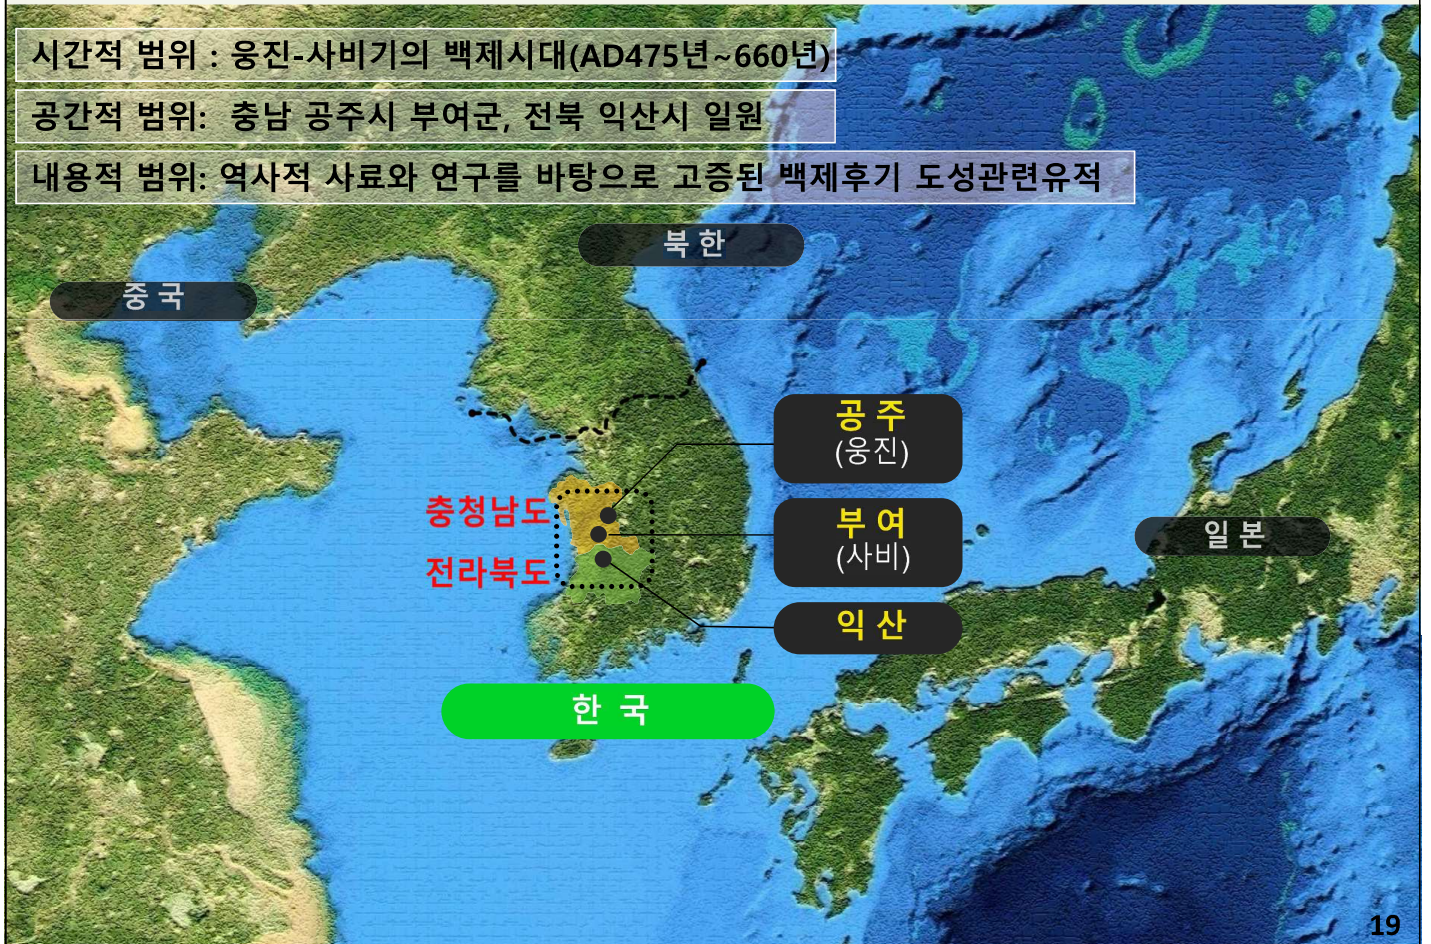 시간적 범위 : 웅진-사비기의 백제시대(AD475년~660년)
공간적 범위: 충남 공주시 부여군, 전북 익산시 일원
내용적 범위: 역사적 사료와 연구를 바탕으로 고증된 백제후기 도성관련유적
북 한
중 국
공 주
(웅진)
충청남도
부 여
(사비)
일 본
전라북도
익 산
한 국
19